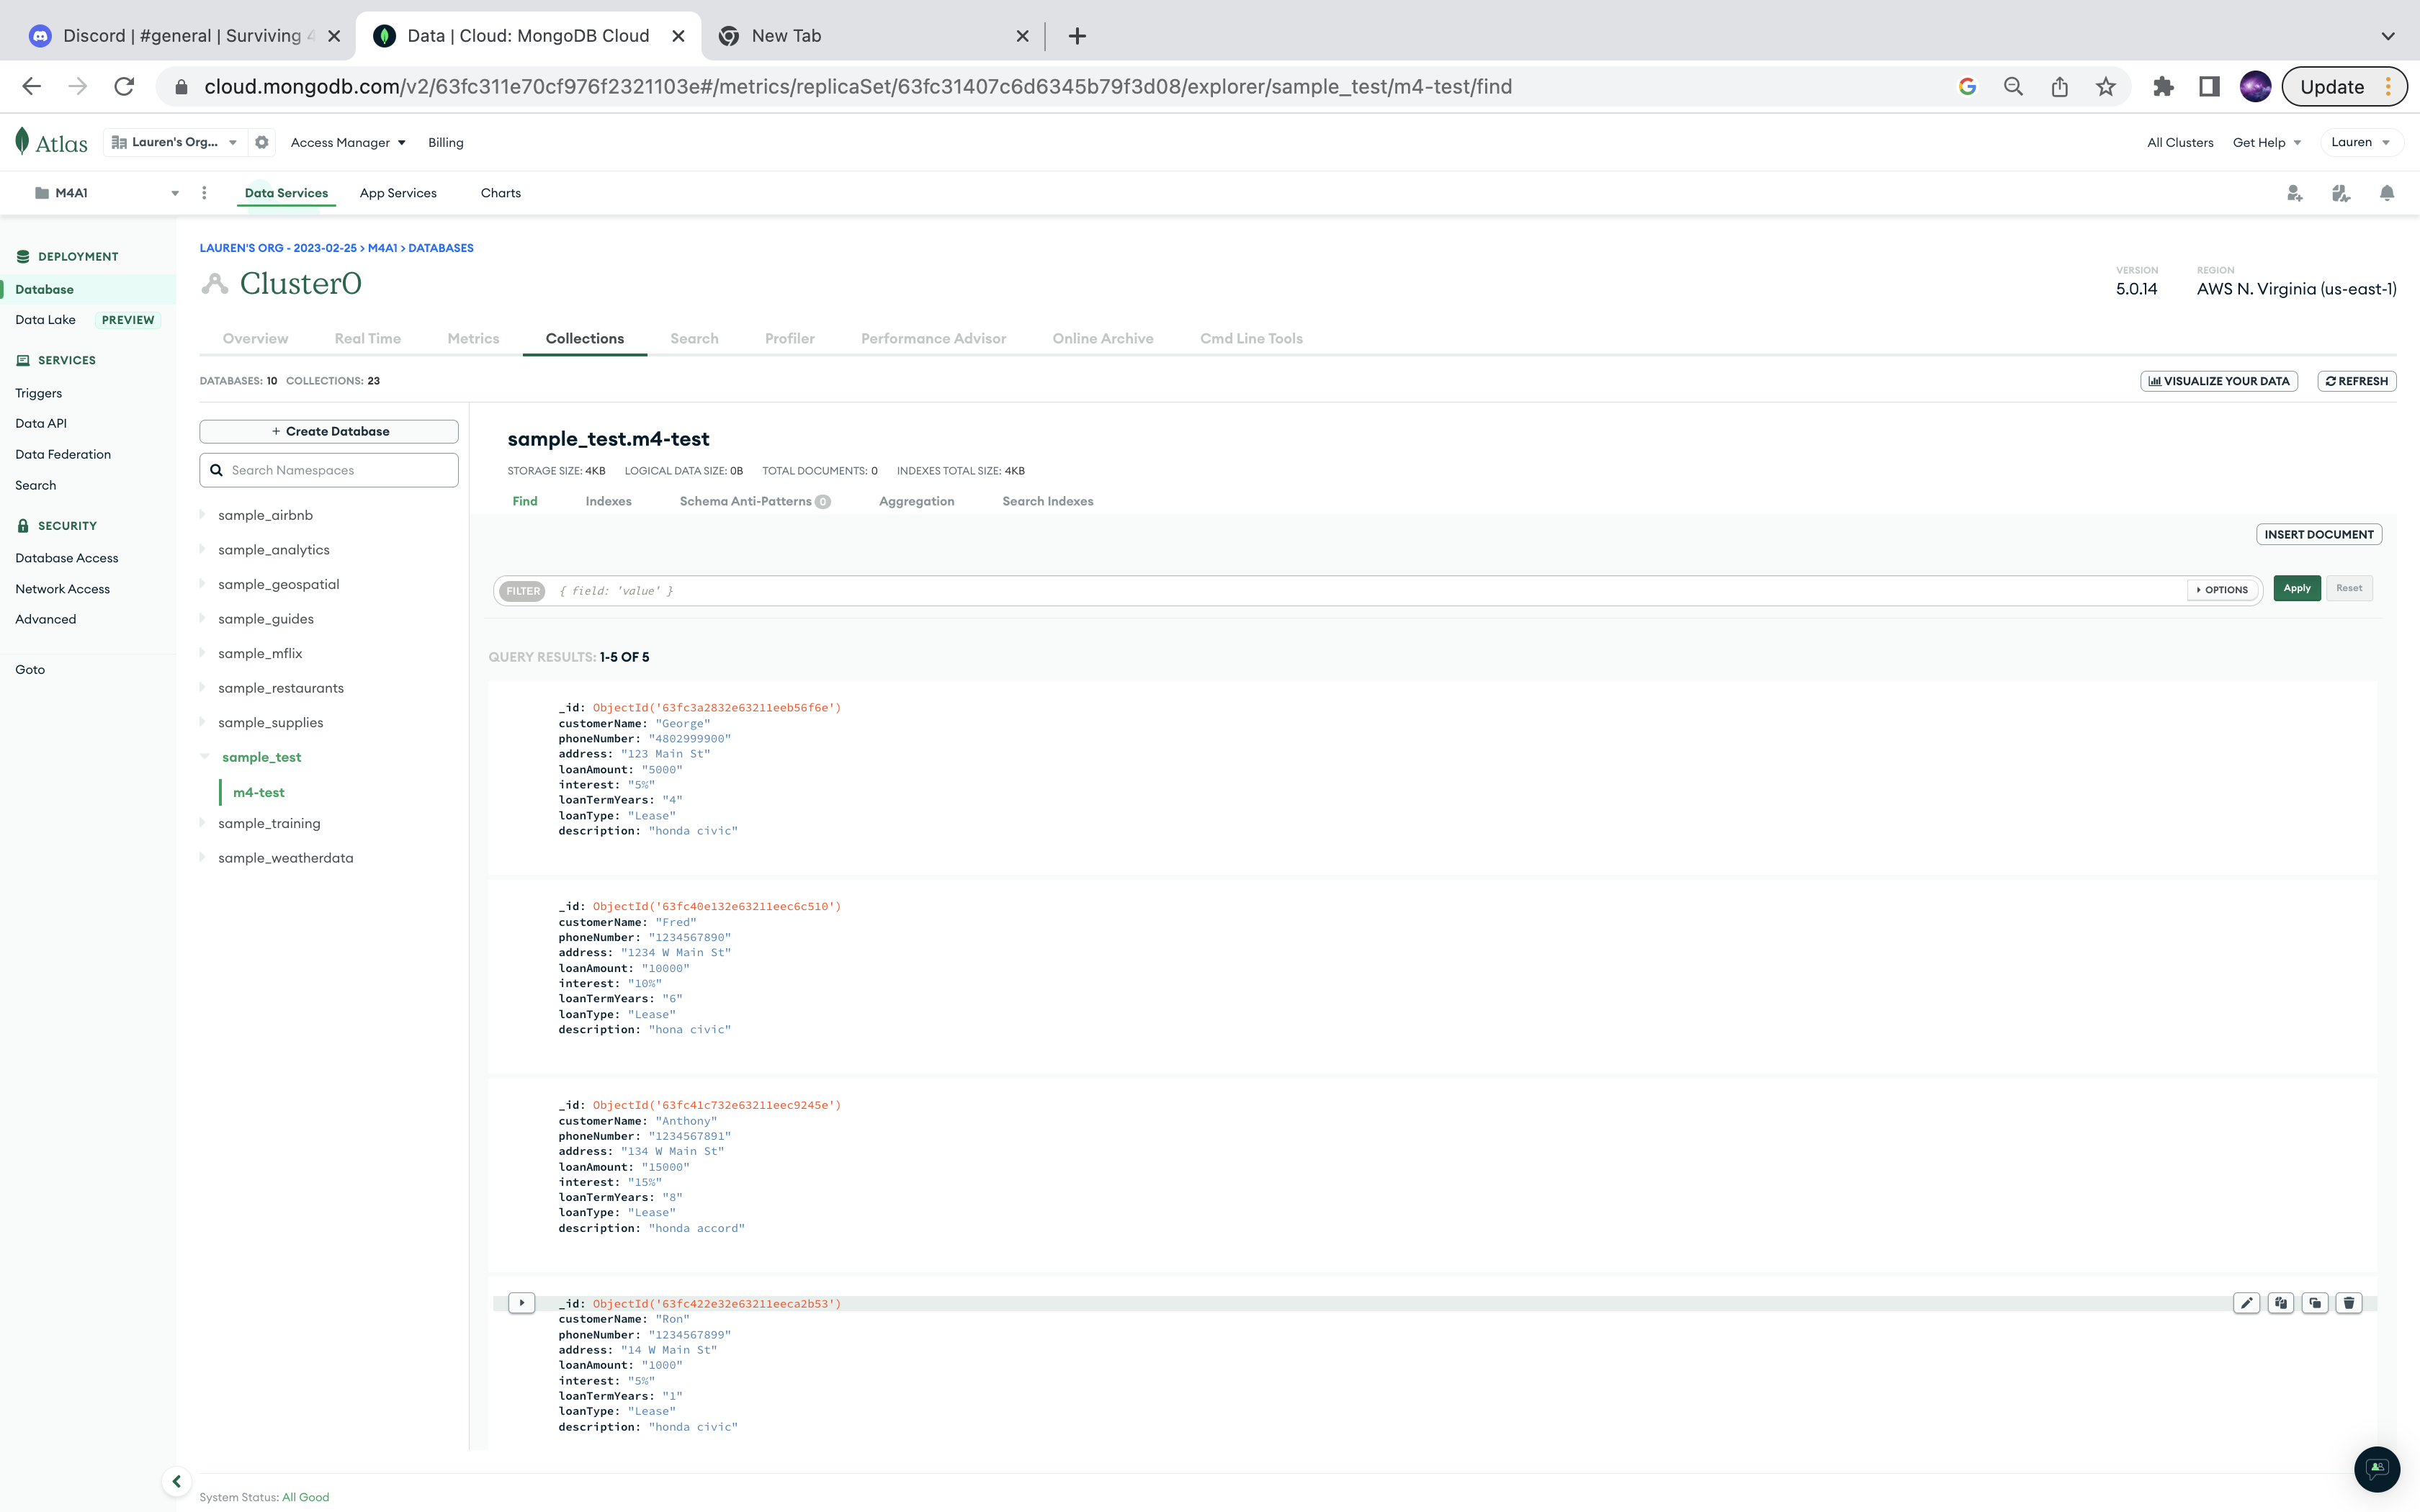 Discord | #general | Surviving 4
Data | Cloud: MongoDB Cloud
New Tab
cloud.mongodb.com/v2/63fc311e70cf976f2321103e#/metrics/replicaSet/63fc31407c6d6345b79f3d08/explorer/sample_test/m4-test/find
Update
Atlas
Lauren's Org...
Access Manager
Billing
All Clusters
Get Help
Lauren
M4A1
Data Services
App Services
Charts
DEPLOYMENT
Database
Data Lake
PREVIEW
SERVICES
Triggers
Data API
Data Federation
Search
SECURITY
Database Access
Network Access
Advanced
Goto
LAUREN'S ORG - 2023-02-25 > M4A1 > DATABASES
Cluster0
VERSION
5.0.14
REGION
AWS N. Virginia (us-east-1)
Overview
Real Time
Metrics
Collections
Search
Profiler
Performance Advisor
Online Archive
Cmd Line Tools
DATABASES: 10 COLLECTIONS: 23
VISUALIZE YOUR DATA
REFRESH
+ Create Database
Search Namespaces
sample_airbnb
sample_analytics
sample_geospatial
sample_guides
sample_mflix
sample_restaurants
sample_supplies
sample_test
m4-test
sample_training
sample_weatherdata
sample_test.m4-test
STORAGE SIZE: 4KB LOGICAL DATA SIZE: 0B TOTAL DOCUMENTS: 0 INDEXES TOTAL SIZE: 4KB
Find
Indexes
Schema Anti-Patterns 0
Aggregation
Search Indexes
INSERT DOCUMENT
FILTER { field: 'value' }
OPTIONS
Apply
Reset
QUERY RESULTS: 1-5 OF 5
_id: ObjectId('63fc3a2832e63211eeb56f6e')
customerName: "George"
phoneNumber: "4802999900"
address: "123 Main St"
loanAmount: "5000"
interest: "5%"
loanTermYears: "4"
loanType: "Lease"
description: "honda civic"
_id: ObjectId('63fc40e132e63211eec6c510')
customerName: "Fred"
phoneNumber: "1234567890"
address: "1234 W Main St"
loanAmount: "10000"
interest: "10%"
loanTermYears: "6"
loanType: "Lease"
description: "hona civic"
_id: ObjectId('63fc41c732e63211eec9245e')
customerName: "Anthony"
phoneNumber: "1234567891"
address: "134 W Main St"
loanAmount: "15000"
interest: "15%"
loanTermYears: "8"
loanType: "Lease"
description: "honda accord"
_id: ObjectId('63fc422e32e63211eeca2b53')
customerName: "Ron"
phoneNumber: "1234567899"
address: "14 W Main St"
loanAmount: "1000"
interest: "5%"
loanTermYears: "1"
loanType: "Lease"
description: "honda civic"
System Status: All Good